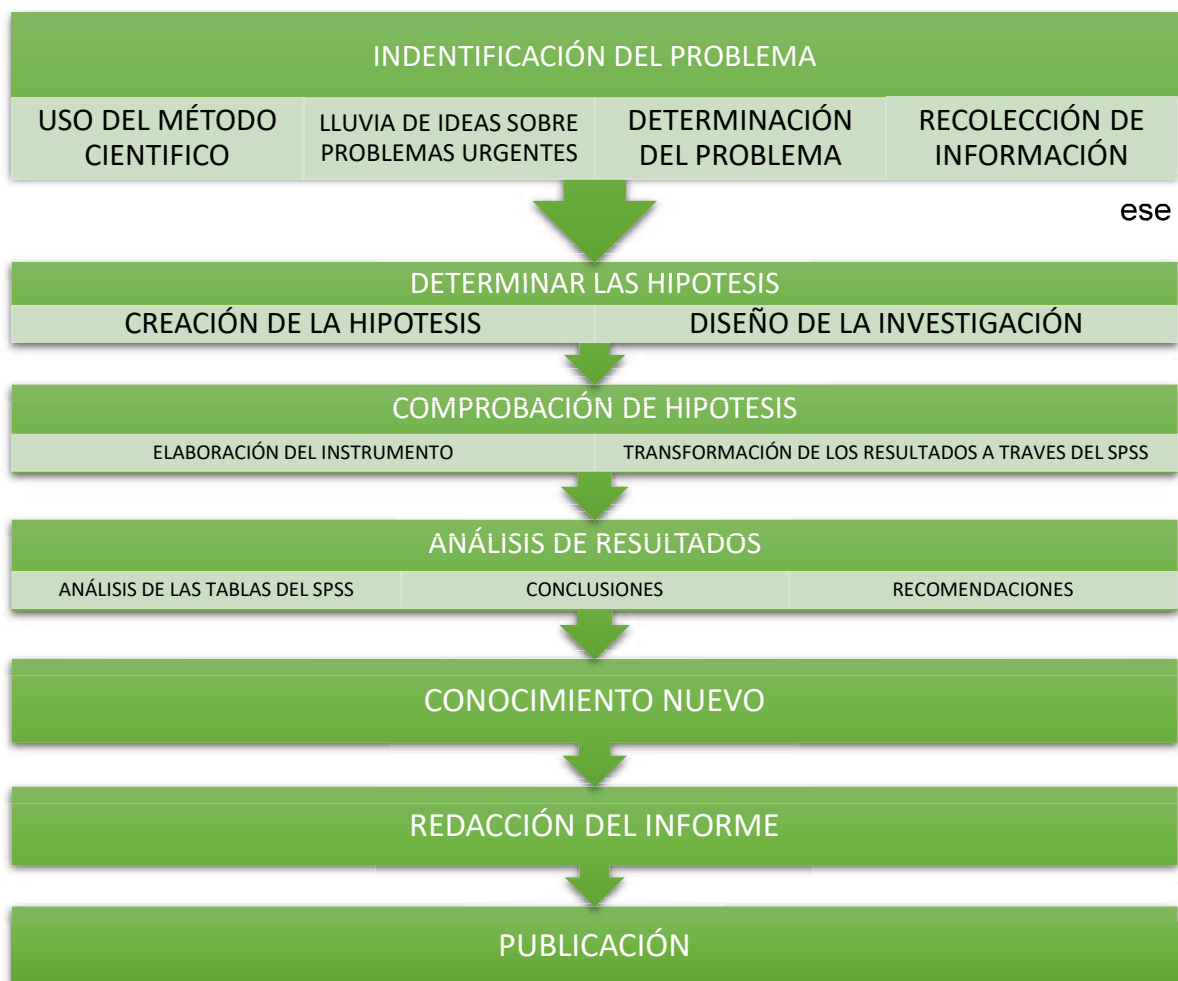 INDENTIFICACIÓN DEL PROBLEMA
USO DEL MÉTODO
CIENTIFICO
LLUVIA DE IDEAS SOBRE
PROBLEMAS URGENTES
DETERMINACIÓN
DEL PROBLEMA
RECOLECCIÓN DE
INFORMACIÓN
ese
DETERMINAR LAS HIPOTESIS
CREACIÓN DE LA HIPOTESIS
DISEÑO DE LA INVESTIGACIÓN
COMPROBACIÓN DE HIPOTESIS
ELABORACIÓN DEL INSTRUMENTO
TRANSFORMACIÓN DE LOS RESULTADOS A TRAVES DEL SPSS
ANÁLISIS DE RESULTADOS
ANÁLISIS DE LAS TABLAS DEL SPSS
CONCLUSIONES
RECOMENDACIONES
CONOCIMIENTO NUEVO
REDACCIÓN DEL INFORME
PUBLICACIÓN